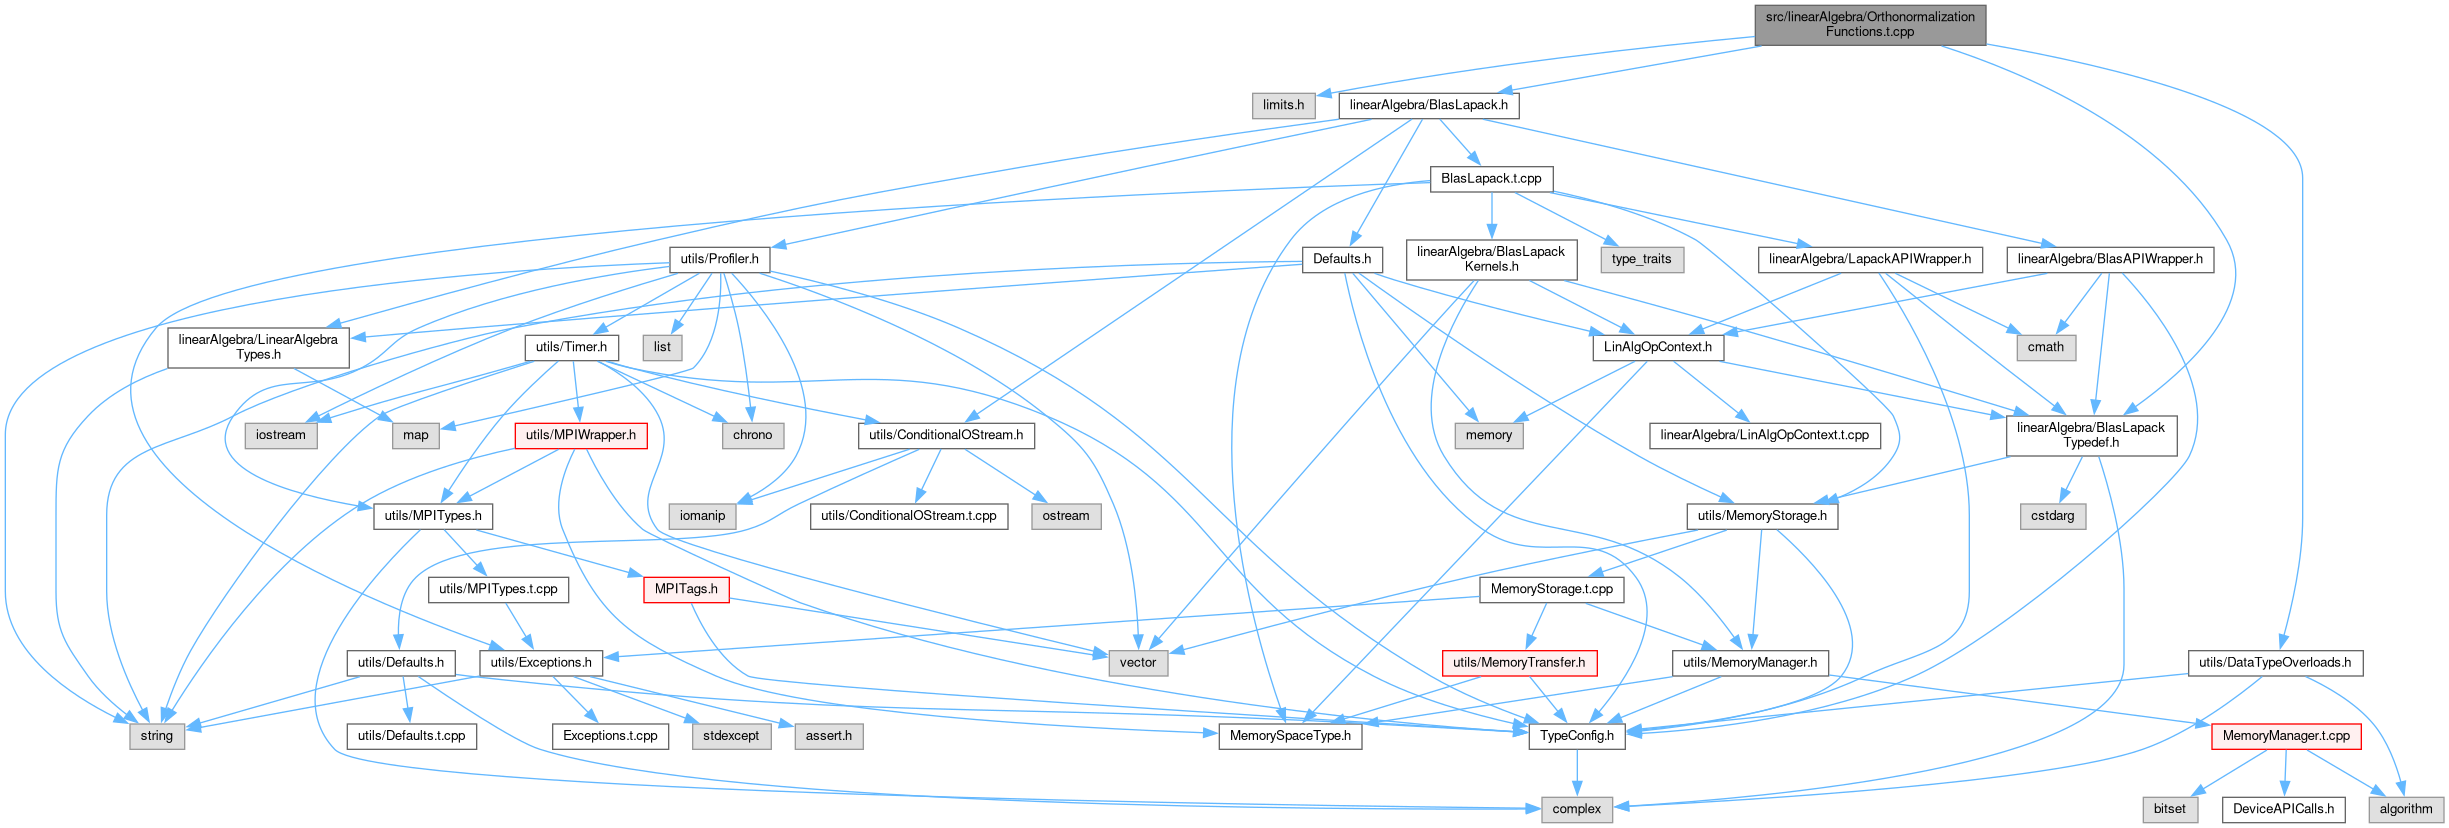 src/linearAlgebra/Orthonormalization
Functions.t.cpp
limits.h
linearAlgebra/BlasLapack.h
BlasLapack.t.cpp
utils/Profiler.h
Defaults.h
linearAlgebra/BlasLapack
Kernels.h
type_traits
linearAlgebra/LapackAPIWrapper.h
linearAlgebra/BlasAPIWrapper.h
linearAlgebra/LinearAlgebra
Types.h
utils/Timer.h
list
LinAlgOpContext.h
cmath
iostream
map
utils/MPIWrapper.h
chrono
utils/ConditionalOStream.h
memory
linearAlgebra/LinAlgOpContext.t.cpp
linearAlgebra/BlasLapack
Typedef.h
utils/MPITypes.h
iomanip
utils/ConditionalOStream.t.cpp
ostream
utils/MemoryStorage.h
cstdarg
utils/MPITypes.t.cpp
MPITags.h
MemoryStorage.t.cpp
utils/Defaults.h
utils/Exceptions.h
vector
utils/MemoryTransfer.h
utils/MemoryManager.h
utils/DataTypeOverloads.h
string
utils/Defaults.t.cpp
Exceptions.t.cpp
stdexcept
assert.h
MemorySpaceType.h
TypeConfig.h
MemoryManager.t.cpp
complex
bitset
DeviceAPICalls.h
algorithm